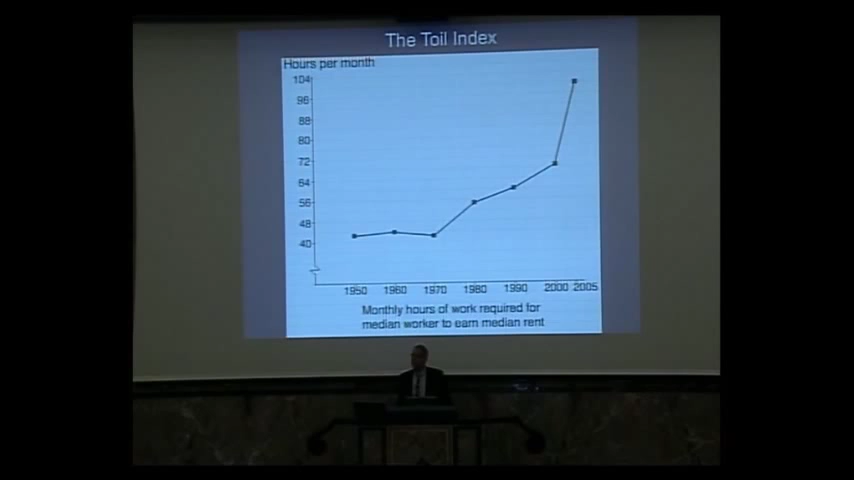 The Toil Index
Hours per month
104
96
88
80
72
64
56
48
40
1950 1960 1970 1980 1990 2000 2005
Monthly hours of work required for
median worker to earn median rent